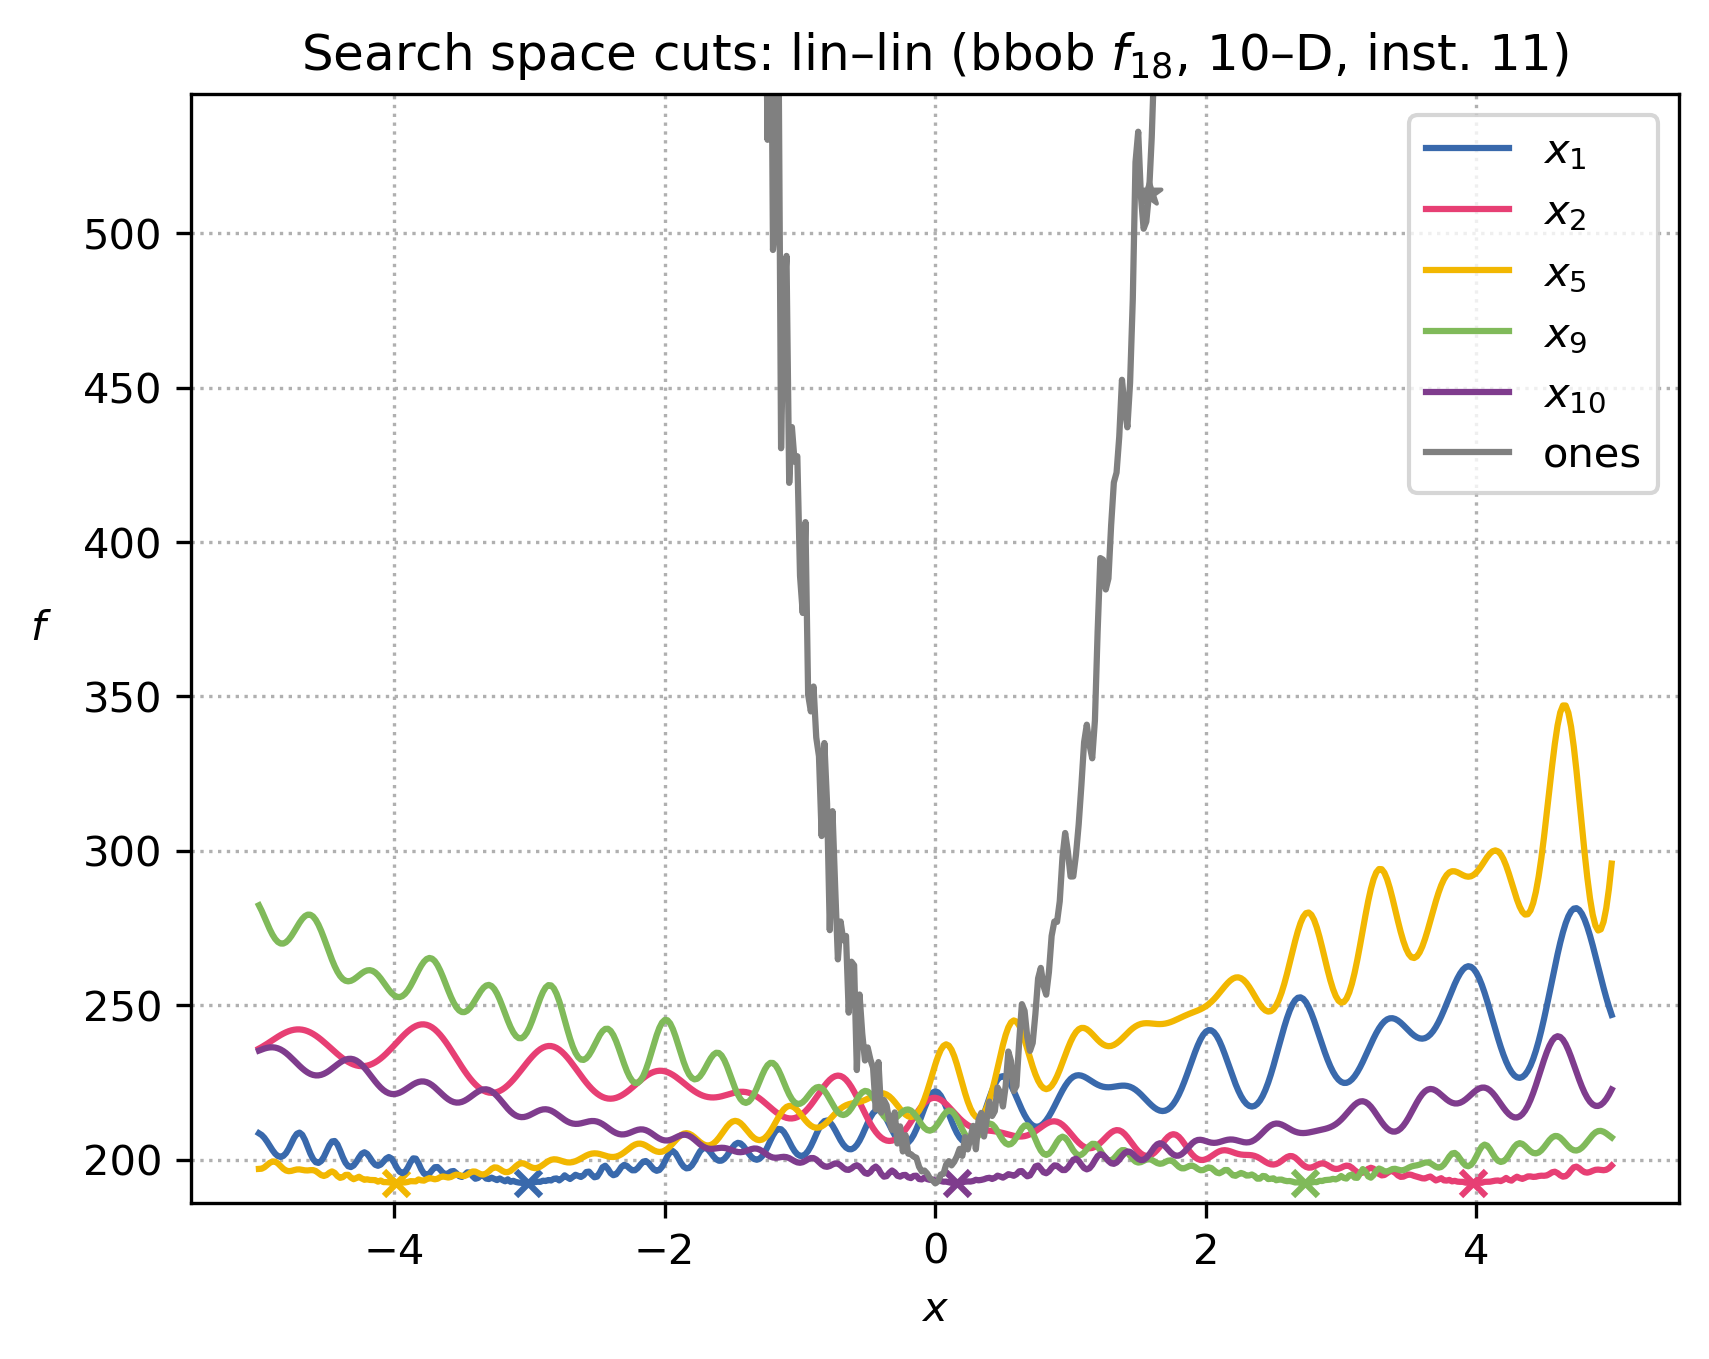 Search space cuts: lin–lin (bbob f₁₈, 10–D, inst. 11)
x₁
x₂
x₅
x₉
x₁₀
ones
500
450
400
350
300
250
200
f
−4 −2 0 2 4
x